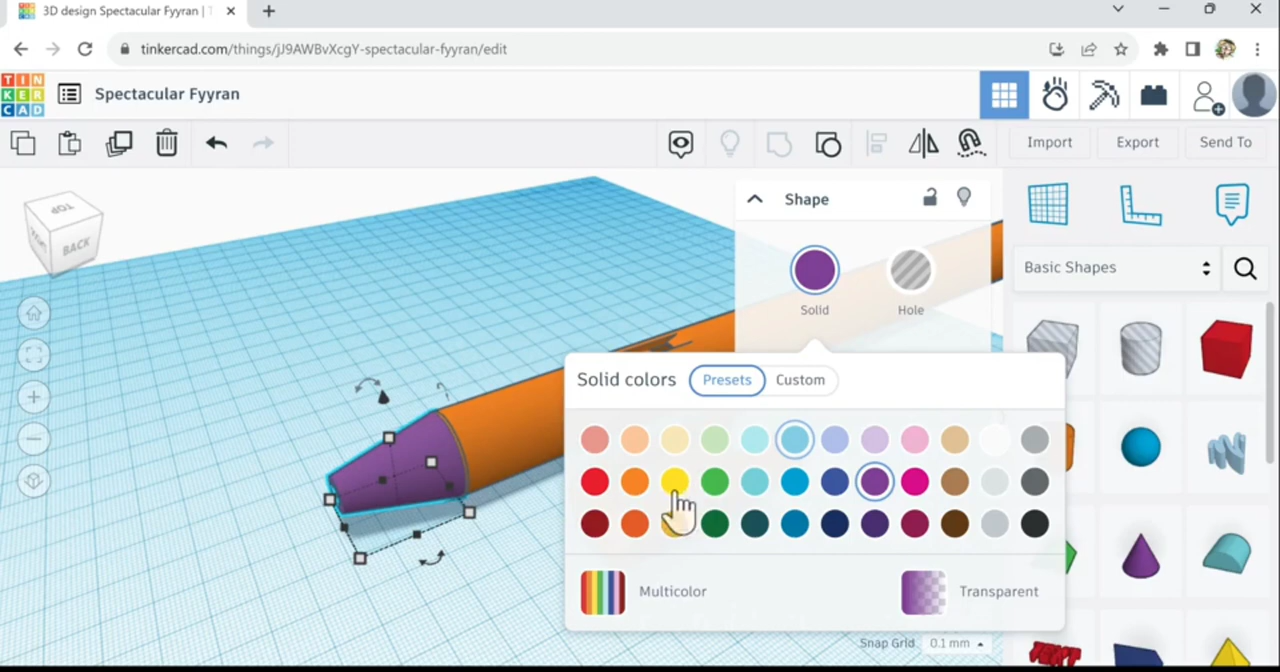 3D design Spectacular Fyyran | T
tinkercad.com/things/jJ9AWBvXcgY-spectacular-fyyran/edit
TIN
KER
CAD
Spectacular Fyyran
Import
Export
Send To
TOP
BACK
Shape
Solid
Hole
Basic Shapes
Solid colors
Presets
Custom
Multicolor
Transparent
Snap Grid
0.1 mm